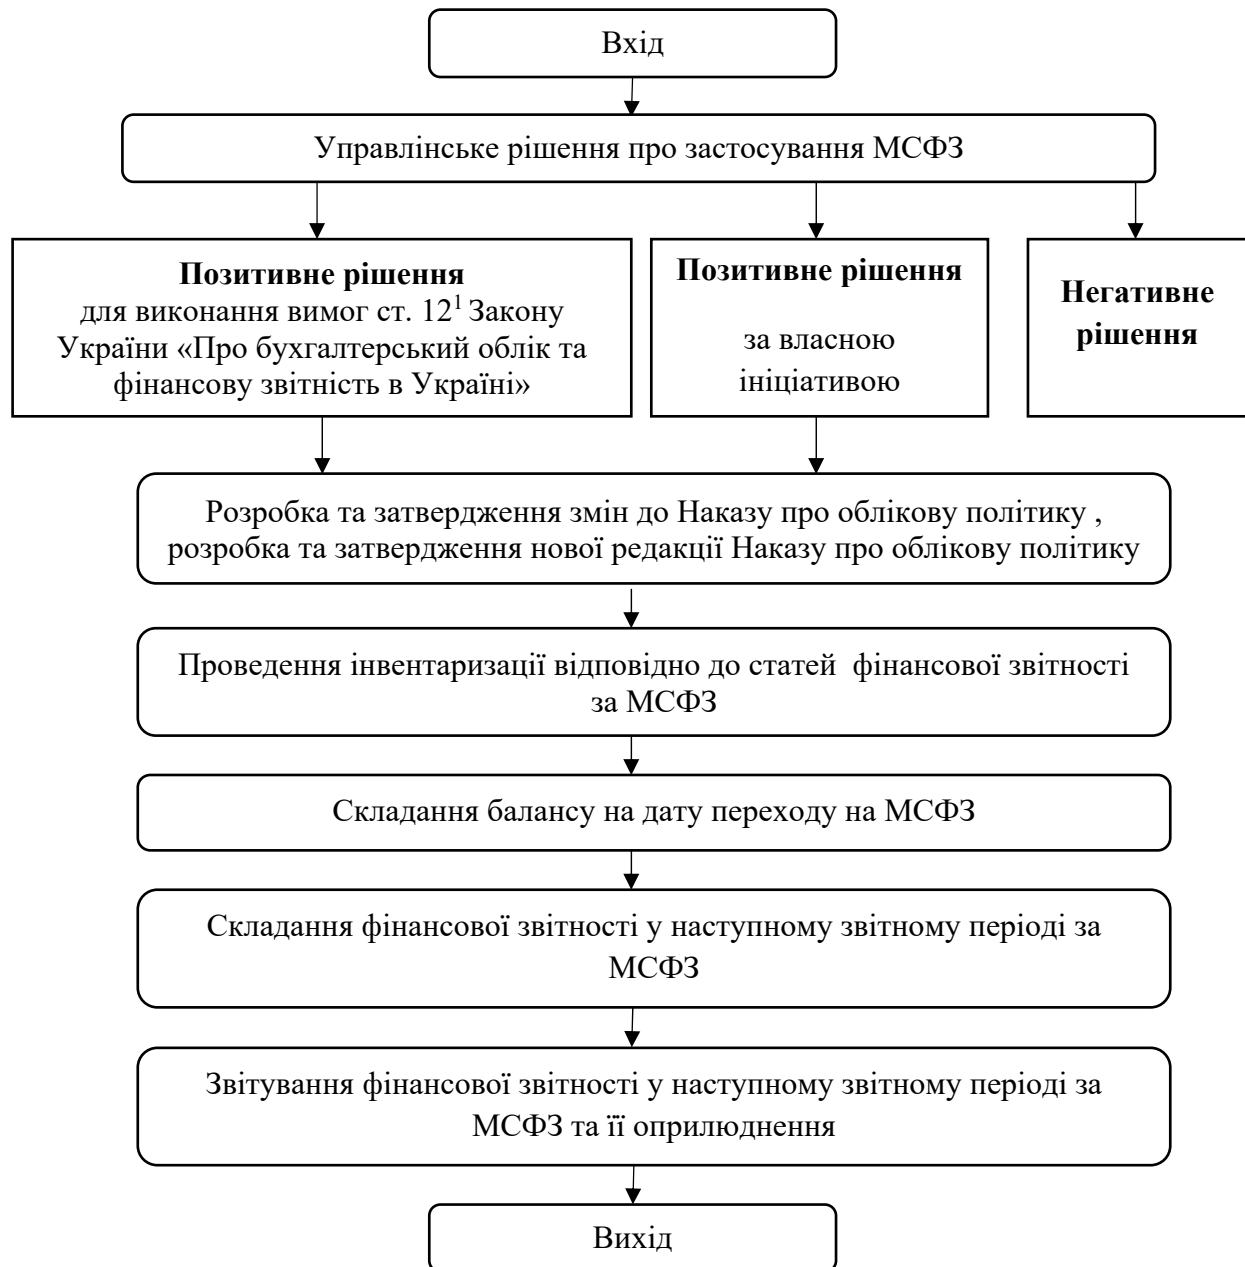 Вхід
Управлінське рішення про застосування МСФЗ
Позитивне рішення
для виконання вимог ст. 12¹ Закону
України «Про бухгалтерський облік та
фінансову звітність в Україні»
Позитивне рішення
за власною
ініціативою
Негативне
рішення
Розробка та затвердження змін до Наказу про облікову політику ,
розробка та затвердження нової редакції Наказу про облікову політику
Проведення інвентаризації відповідно до статей фінансової звітності
за МСФЗ
Складання балансу на дату переходу на МСФЗ
Складання фінансової звітності у наступному звітному періоді за
МСФЗ
Звітування фінансової звітності у наступному звітному періоді за
МСФЗ та її оприлюднення
Вихід